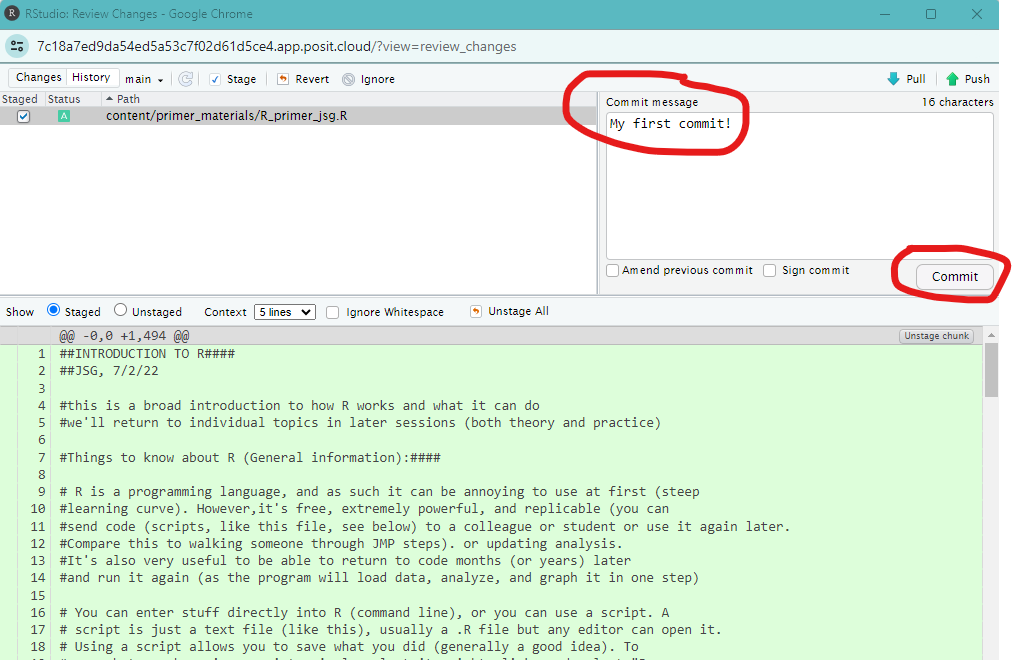 R RStudio: Review Changes - Google Chrome
7c18a7ed9da54ed5a53c7f02d61d5ce4.app.posit.cloud/?view=review_changes
Changes History main Stage Revert Ignore Pull Push
Staged Status Path
A content/primer_materials/R_primer_jsg.R
Commit message 16 characters
My first commit!
Amend previous commit Sign commit Commit
Show Staged Unstaged Context 5 lines Ignore Whitespace Unstage All
@@ -0,0 +1,494 @@ Unstage chunk
1 ##INTRODUCTION TO R####
2 ##JSG, 7/2/22
3
4 #this is a broad introduction to how R works and what it can do
5 #we'll return to individual topics in later sessions (both theory and practice)
6
7 #Things to know about R (General information):####
8
9 # R is a programming language, and as such it can be annoying to use at first (steep
10 #learning curve). However,it's free, extremely powerful, and replicable (you can
11 #send code (scripts, like this file, see below) to a colleague or student or use it again later.
12 #Compare this to walking someone through JMP steps). or updating analysis.
13 #It's also very useful to be able to return to code months (or years) later
14 #and run it again (as the program will load data, analyze, and graph it in one step)
15
16 # You can enter stuff directly into R (command line), or you can use a script. A
17 # script is just a text file (like this), usually a .R file but any editor can open it.
18 # Using a script allows you to save what you did (generally a good idea). To